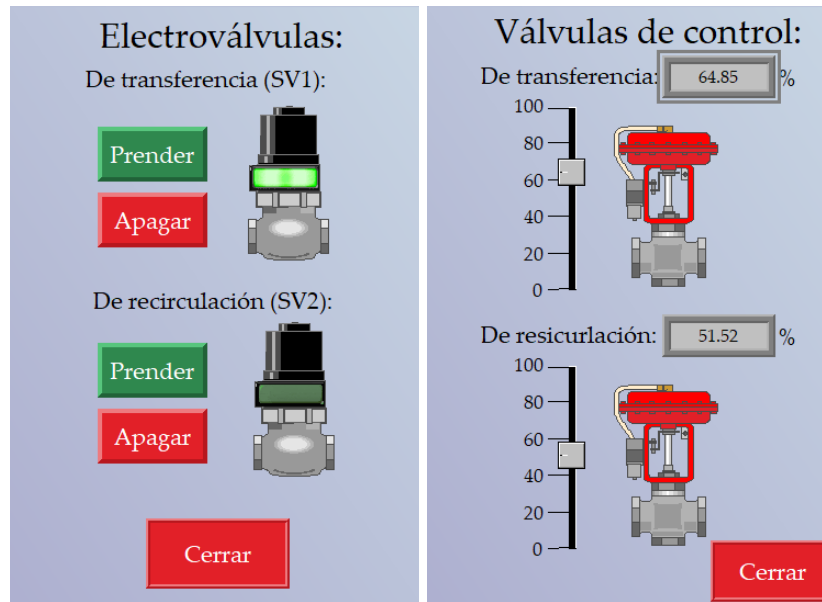 Electroválvulas:
De transferencia (SV1):
Prender
Apagar
De recirculación (SV2):
Prender
Apagar
Cerrar
Válvulas de control:
De transferencia: 64.85 %
100
80
60
40
20
0
De resicurlación: 51.52 %
100
80
60
40
20
0
Cerrar